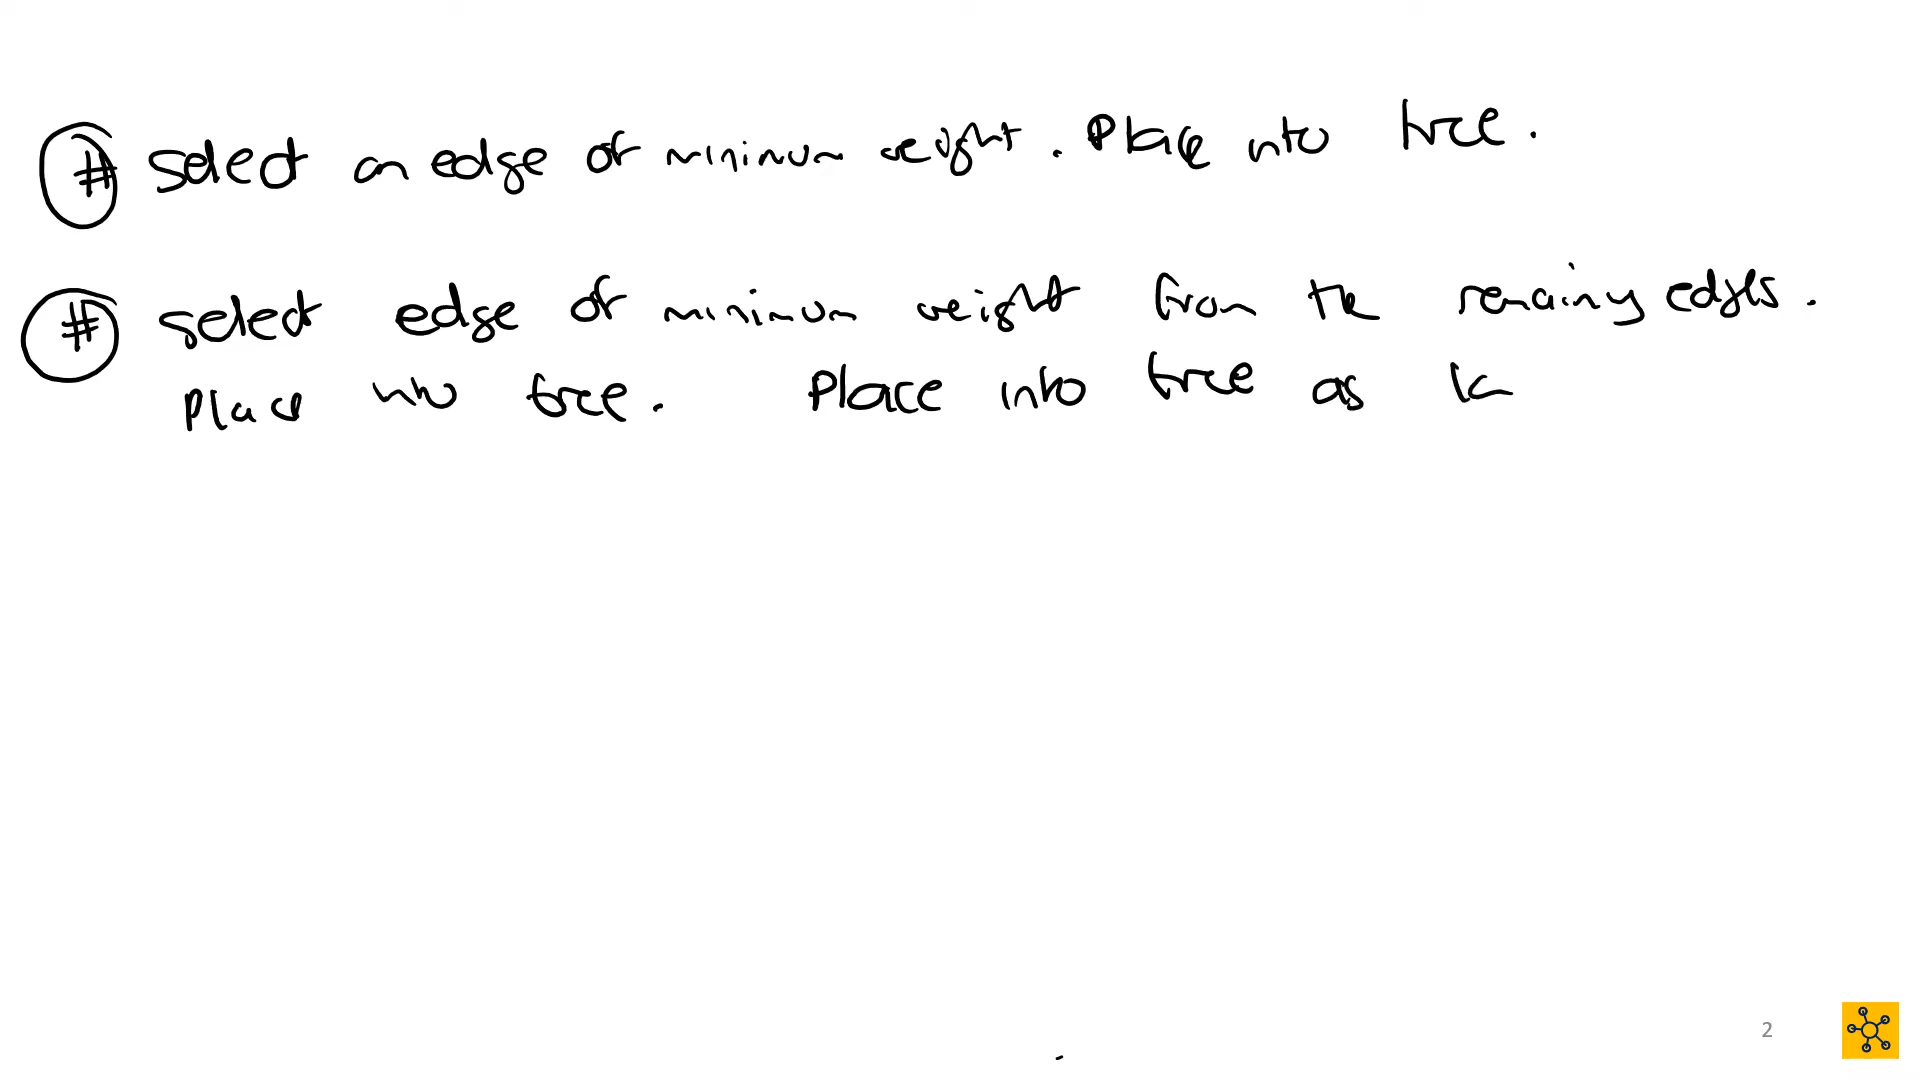 # select an edge of minimum weight. Place into tree.
# select edge of minimum weight from the remaining edges.
Place into tree. Place into tree as
2